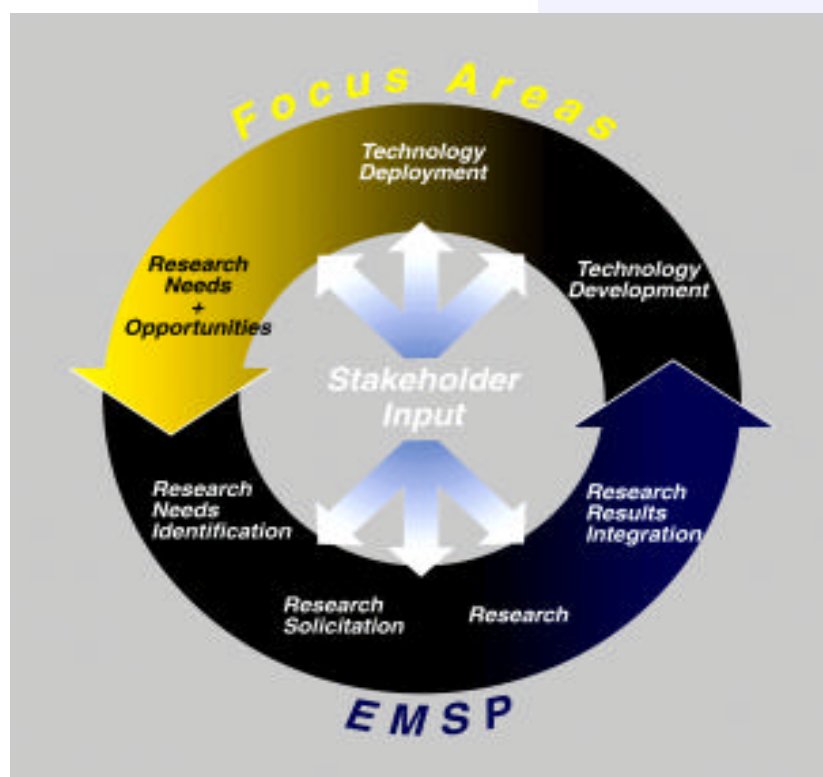 Focus Areas
Technology
Deployment
Research
Needs
+
Opportunities
Technology
Development
Stakeholder
Input
Research
Needs
Identification
Research
Results
Integration
Research
Solicitation
Research
EMSP